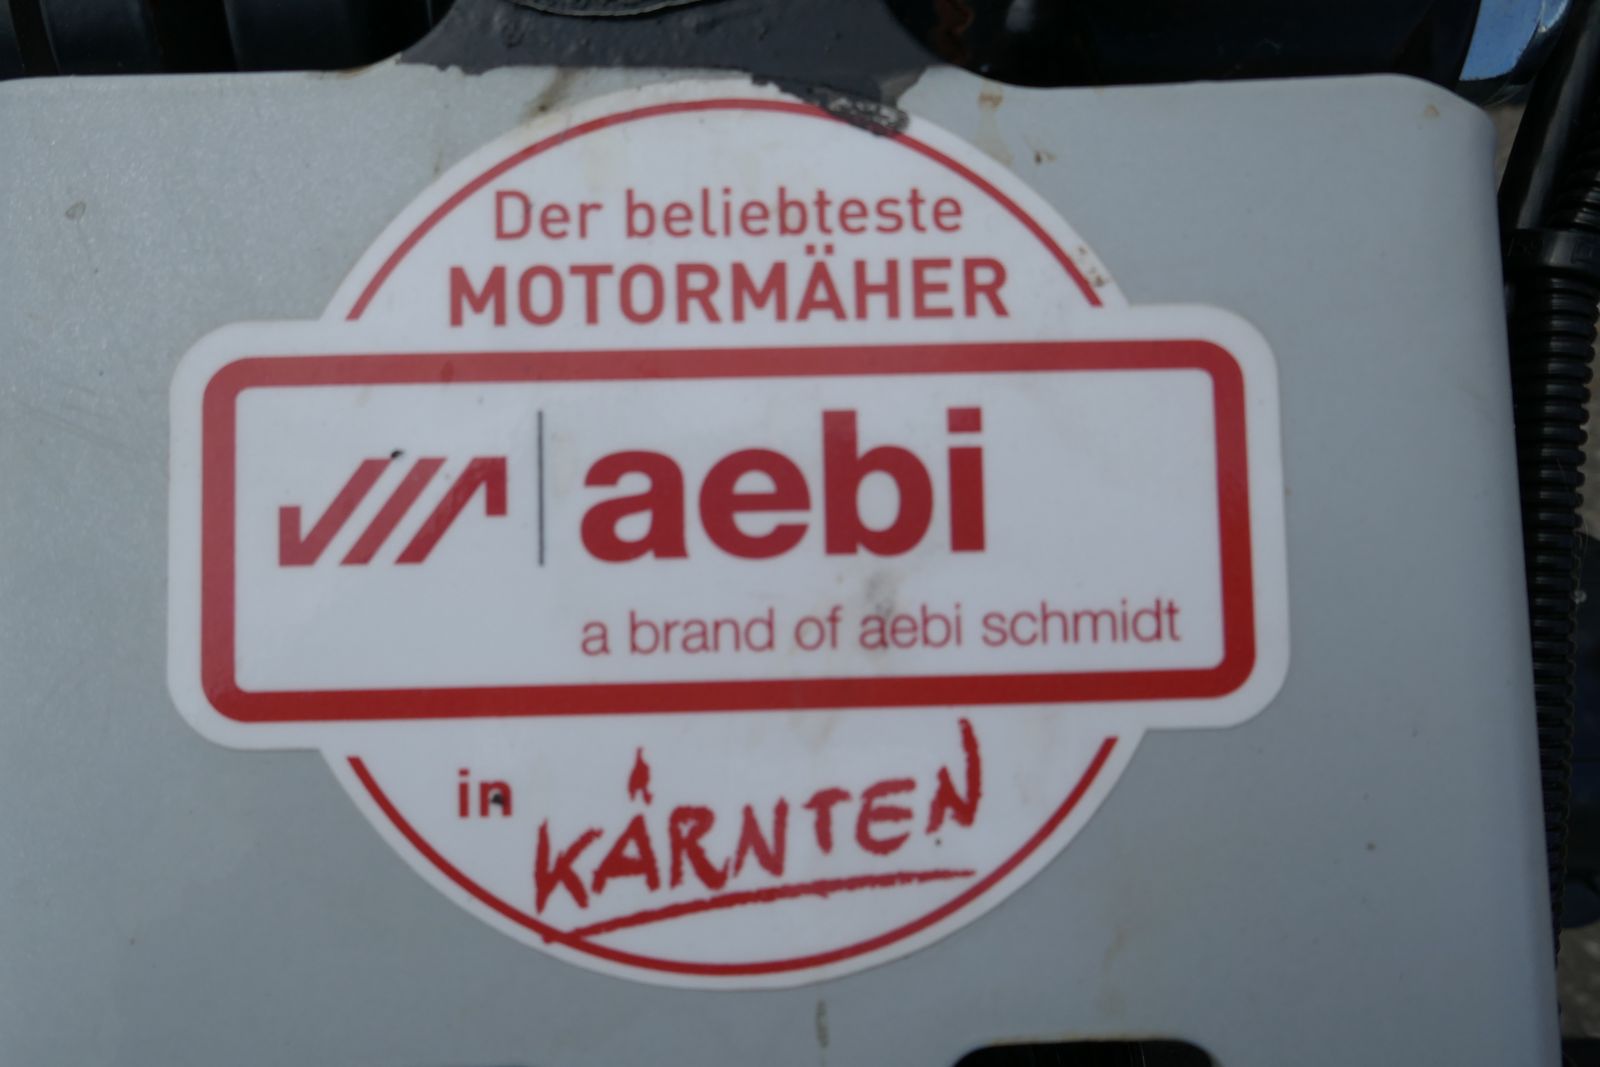 Der beliebteste
MOTORMÄHER
aebi
a brand of aebi schmidt
in KÄRNTEN